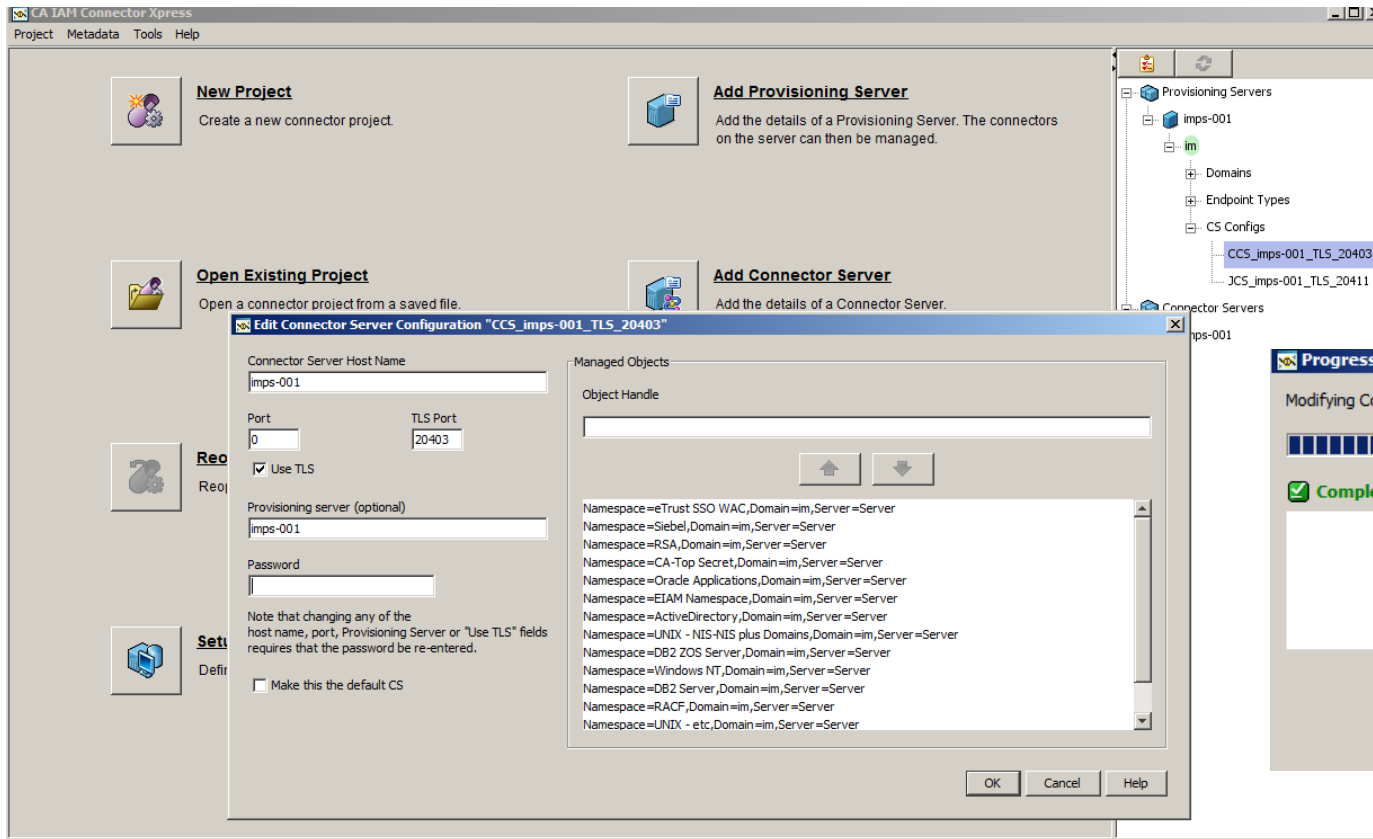 CA IAM Connector Xpress
Project Metadata Tools Help
New Project
Create a new connector project.
Add Provisioning Server
Add the details of a Provisioning Server. The connectors
on the server can then be managed.
Open Existing Project
Open a connector project from a saved file.
Add Connector Server
Add the details of a Connector Server.
Reo
Reop
Setu
Defin
Provisioning Servers
imps-001
im
Domains
Endpoint Types
CS Configs
CCS_imps-001_TLS_20403
JCS_imps-001_TLS_20411
Connector Servers
mps-001
Edit Connector Server Configuration "CCS_imps-001_TLS_20403"
Connector Server Host Name
imps-001
Port TLS Port
0 20403
Use TLS
Provisioning server (optional)
imps-001
Password
Note that changing any of the
host name, port, Provisioning Server or "Use TLS" fields
requires that the password be re-entered.
Make this the default CS
Managed Objects
Object Handle
Namespace=eTrust SSO WAC,Domain=im,Server=Server
Namespace=Siebel,Domain=im,Server=Server
Namespace=RSA,Domain=im,Server=Server
Namespace=CA-Top Secret,Domain=im,Server=Server
Namespace=Oracle Applications,Domain=im,Server=Server
Namespace=EIAM Namespace,Domain=im,Server=Server
Namespace=ActiveDirectory,Domain=im,Server=Server
Namespace=UNIX - NIS-NIS plus Domains,Domain=im,Server=Server
Namespace=DB2 ZOS Server,Domain=im,Server=Server
Namespace=Windows NT,Domain=im,Server=Server
Namespace=DB2 Server,Domain=im,Server=Server
Namespace=RACF,Domain=im,Server=Server
Namespace=UNIX - etc,Domain=im,Server=Server
OK Cancel Help
Progress
Modifying Co
Comple